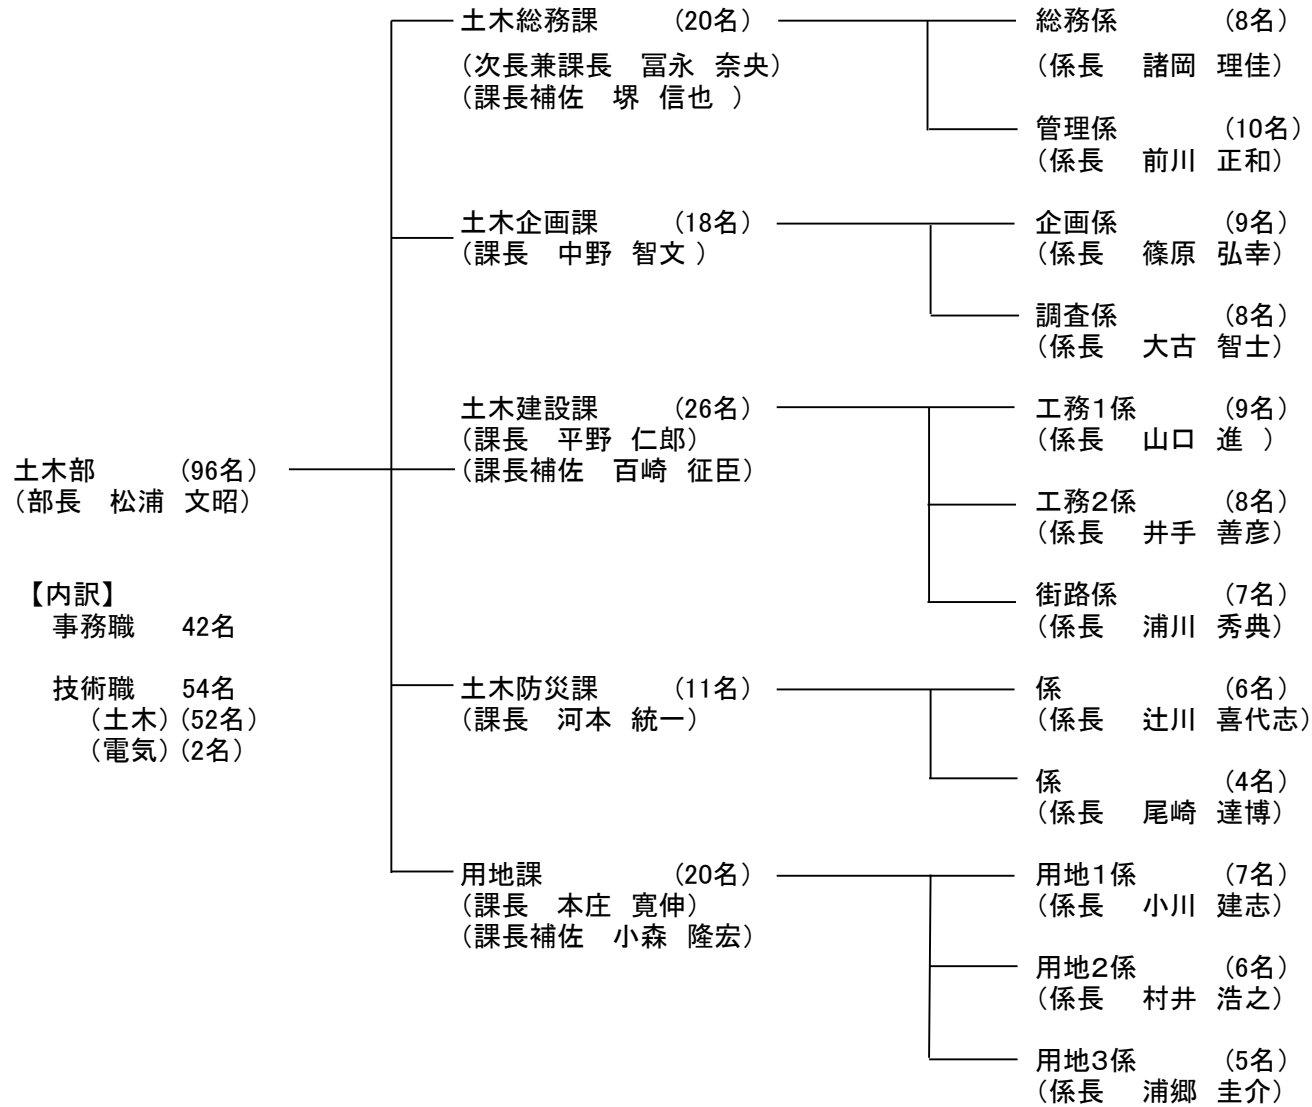 土木部 (96名)
(部長 松浦 文昭)
【内訳】
事務職 42名
技術職 54名
(土木) (52名)
(電気) (2名)
土木総務課 (20名)
(次長兼課長 冨永 奈央)
(課長補佐 堺 信也 )
総務係 (8名)
(係長 諸岡 理佳)
管理係 (10名)
(係長 前川 正和)
土木企画課 (18名)
(課長 中野 智文 )
企画係 (9名)
(係長 篠原 弘幸)
調査係 (8名)
(係長 大古 智士)
土木建設課 (26名)
(課長 平野 仁郎)
(課長補佐 百崎 征臣)
工務1係 (9名)
(係長 山口 進 )
工務2係 (8名)
(係長 井手 善彦)
街路係 (7名)
(係長 浦川 秀典)
土木防災課 (11名)
(課長 河本 統一)
係 (6名)
(係長 辻川 喜代志)
係 (4名)
(係長 尾崎 達博)
用地課 (20名)
(課長 本庄 寛伸)
(課長補佐 小森 隆宏)
用地1係 (7名)
(係長 小川 建志)
用地2係 (6名)
(係長 村井 浩之)
用地3係 (5名)
(係長 浦郷 圭介)